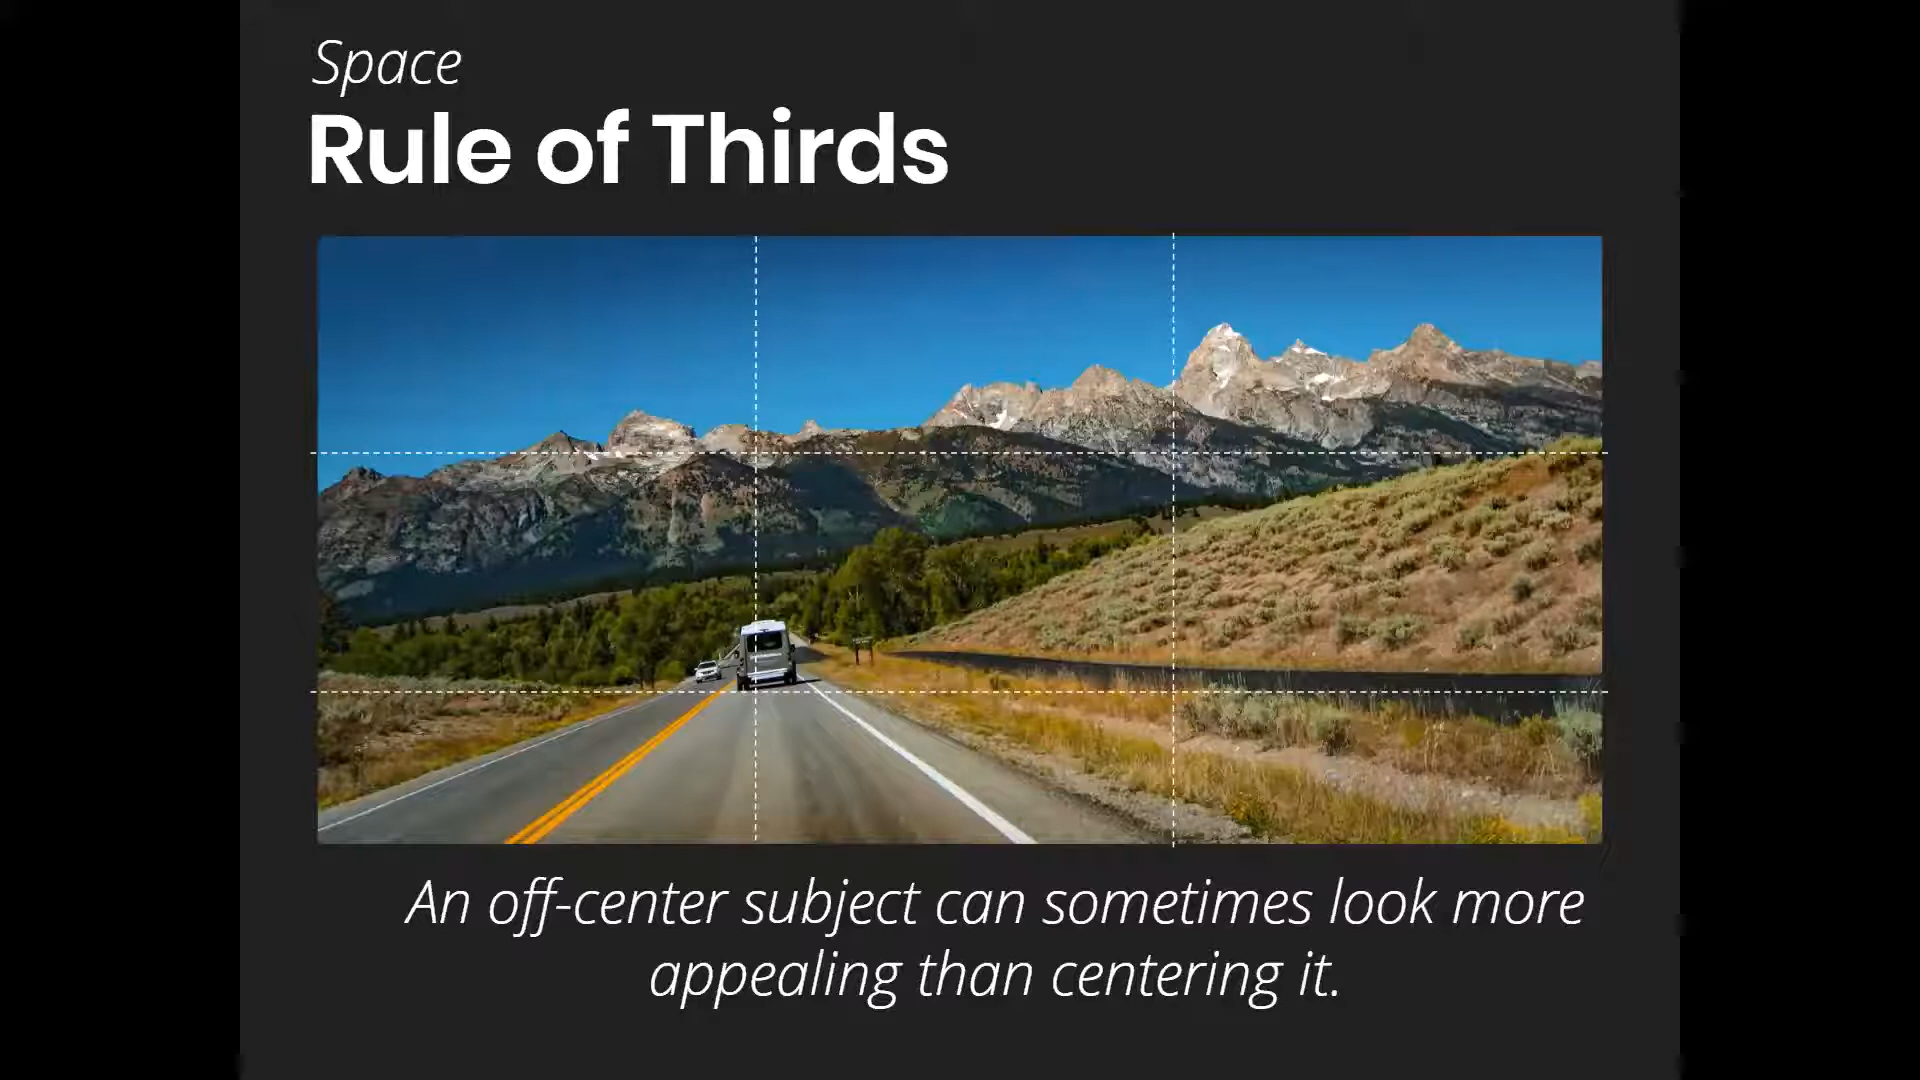 Space
Rule of Thirds
An off-center subject can sometimes look more
appealing than centering it.